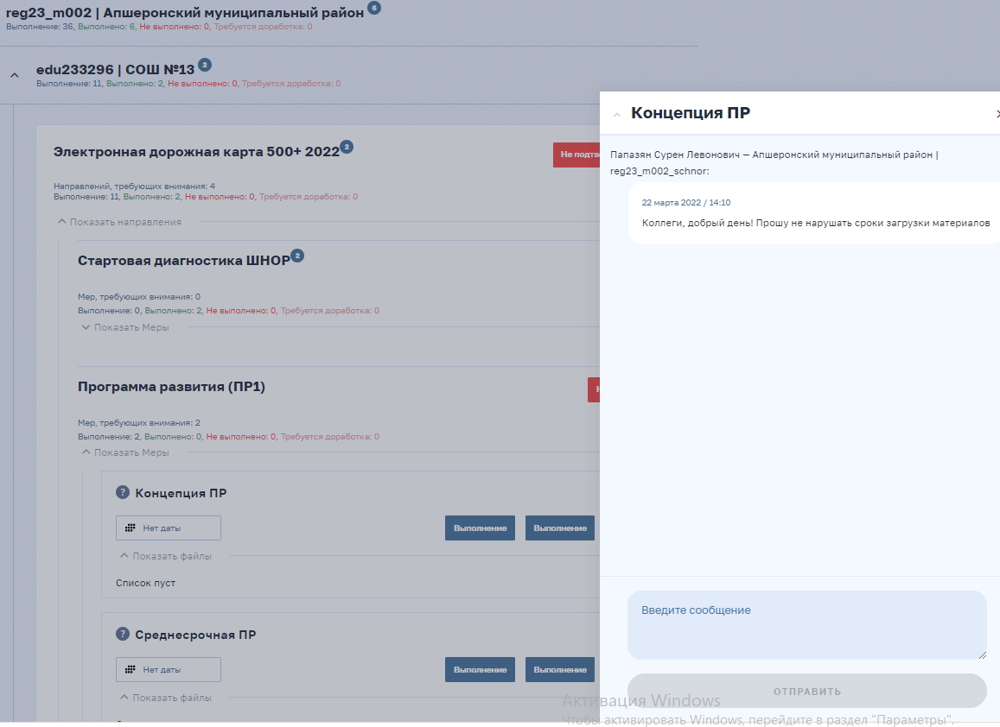 reg23_m002 | Апшеронский муниципальный район 6
Выполнение: 36, Выполнено: 6, Не выполнено: 0, Требуется доработка: 0
edu233296 | СОШ №13 2
Выполнение: 11, Выполнено: 2, Не выполнено: 0, Требуется доработка: 0
Электронная дорожная карта 500+ 2022 2
Не подтве
Направлений, требующих внимания: 4
Выполнение: 11, Выполнено: 2, Не выполнено: 0, Требуется доработка: 0
Показать направления
Стартовая диагностика ШНОР 2
Мер, требующих внимания: 0
Выполнение: 0, Выполнено: 2, Не выполнено: 0, Требуется доработка: 0
Показать Меры
Программа развития (ПР1)
Мер, требующих внимания: 2
Выполнение: 2, Выполнено: 0, Не выполнено: 0, Требуется доработка: 0
Показать Меры
? Концепция ПР
Нет даты
Выполнение
Выполнение
Показать файлы
Список пуст
? Среднесрочная ПР
Нет даты
Выполнение
Выполнение
Показать файлы
Концепция ПР
Папазян Сурен Левонович — Апшеронский муниципальный район |
reg23_m002_schnor:
22 марта 2022 / 14:10
Коллеги, добрый день! Прошу не нарушать сроки загрузки материалов
Введите сообщение
ОТПРАВИТЬ
Активация Windows
Чтобы активировать Windows, перейдите в раздел "Параметры".